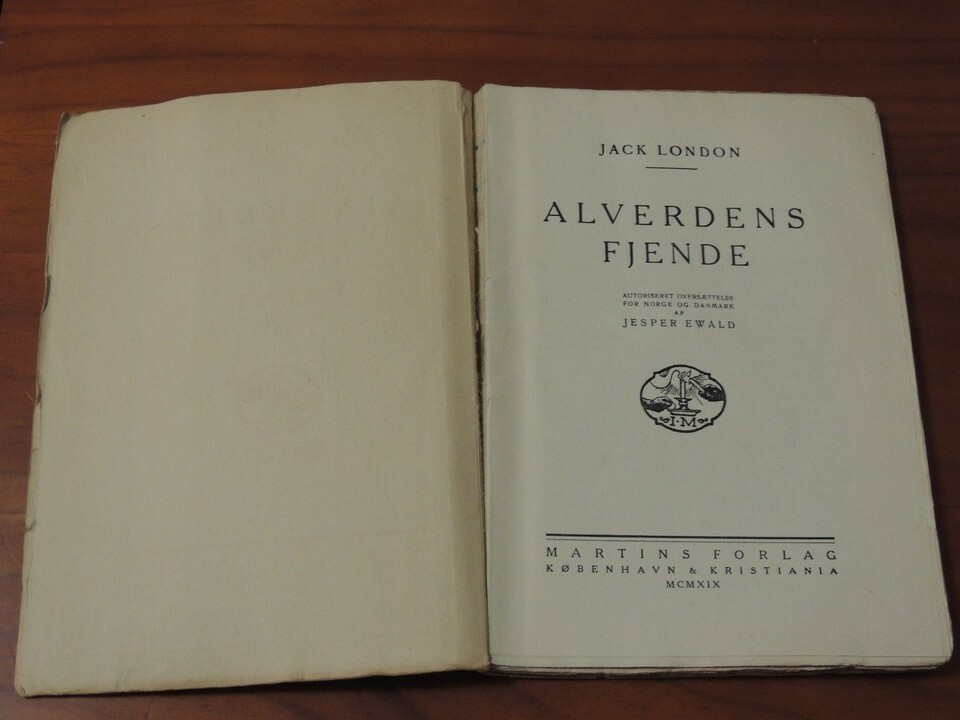 JACK LONDON
ALVERDENS
FJENDE
AUTORISERET OVERSÆTTELSE
FOR NORGE OG DANMARK
AF
JESPER EWALD
I·M
MARTINS FORLAG
KØBENHAVN & KRISTIANIA
MCMXIX